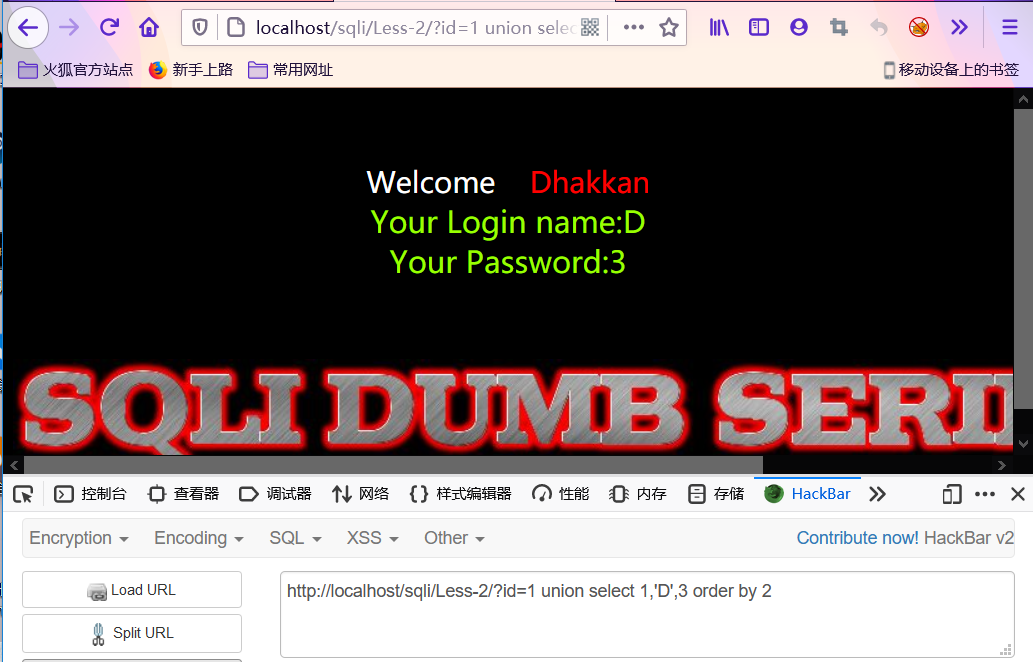 localhost/sqli/Less-2/?id=1 union selec
火狐官方站点 新手上路 常用网址 移动设备上的书签
Welcome Dhakkan
Your Login name:D
Your Password:3
SQLI DUMB SERI
控制台 查看器 调试器 网络 样式编辑器 性能 内存 存储 HackBar
Encryption Encoding SQL XSS Other Contribute now! HackBar v2
Load URL http://localhost/sqli/Less-2/?id=1 union select 1,'D',3 order by 2
Split URL